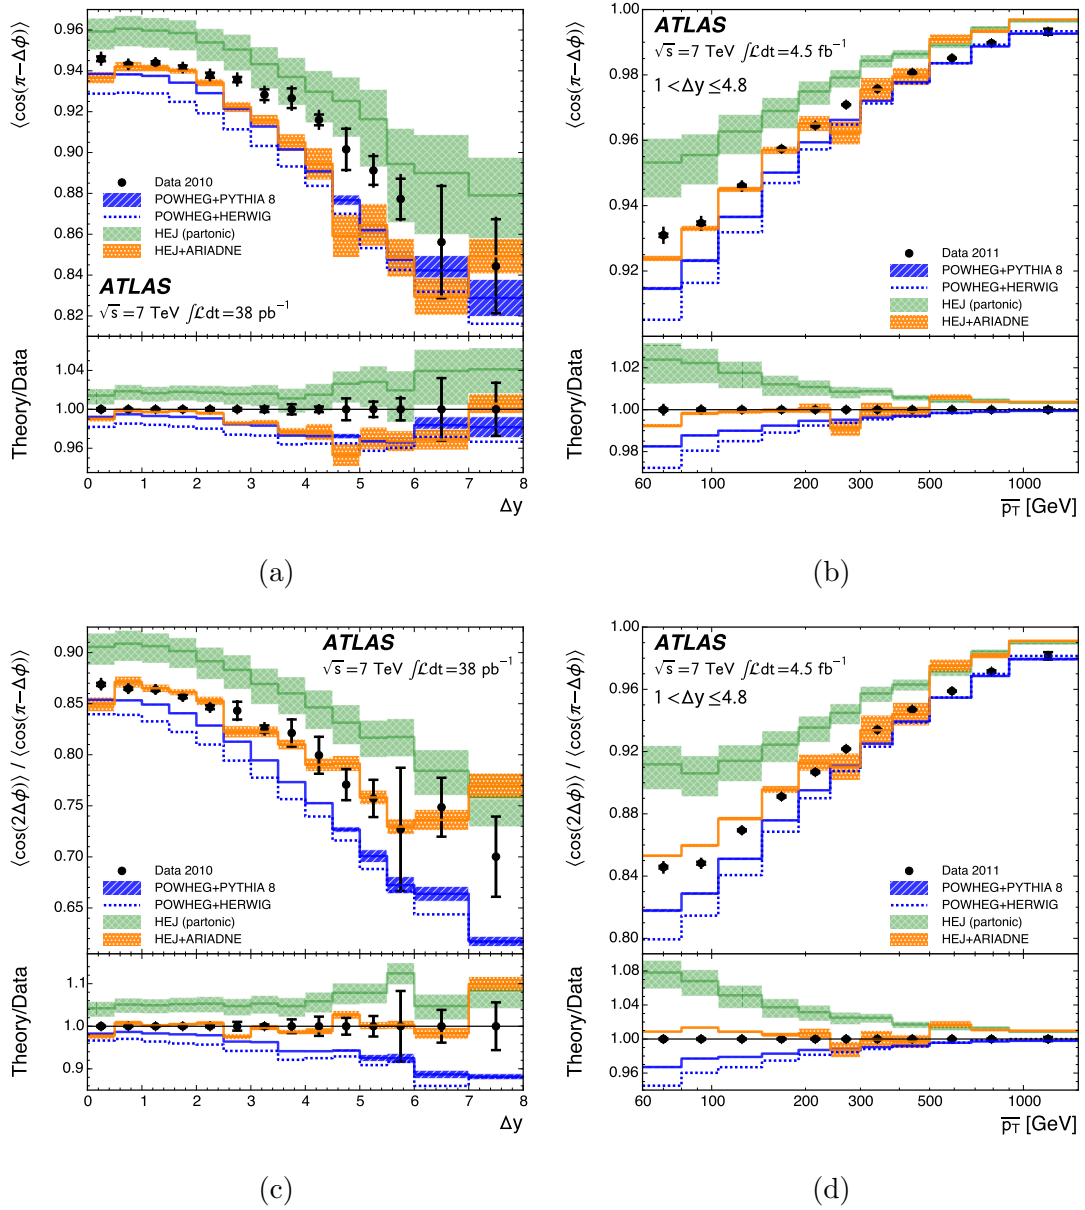 0.96
0.94
0.92
0.90
0.88
0.86
0.84
0.82
⟨cos(π−Δϕ)⟩
Data 2010
POWHEG+PYTHIA 8
POWHEG+HERWIG
HEJ (partonic)
HEJ+ARIADNE
ATLAS
√s =7 TeV ∫ℒdt=38 pb⁻¹
1.04
1.00
0.96
Theory/Data
0 1 2 3 4 5 6 7 8
Δy
(a)
1.00
0.98
0.96
0.94
0.92
⟨cos(π−Δϕ)⟩
ATLAS
√s =7 TeV ∫ℒdt=4.5 fb⁻¹
1<Δy≤4.8
Data 2011
POWHEG+PYTHIA 8
POWHEG+HERWIG
HEJ (partonic)
HEJ+ARIADNE
1.02
1.00
0.98
Theory/Data
60 100 200 300 500 1000
p̅T̅ [GeV]
(b)
0.90
0.85
0.80
0.75
0.70
0.65
⟨cos(2Δϕ)⟩ / ⟨cos(π−Δϕ)⟩
ATLAS
√s =7 TeV ∫ℒdt=38 pb⁻¹
Data 2010
POWHEG+PYTHIA 8
POWHEG+HERWIG
HEJ (partonic)
HEJ+ARIADNE
1.1
1.0
0.9
Theory/Data
0 1 2 3 4 5 6 7 8
Δy
(c)
1.00
0.96
0.92
0.88
0.84
0.80
⟨cos(2Δϕ)⟩ / ⟨cos(π−Δϕ)⟩
ATLAS
√s =7 TeV ∫ℒdt=4.5 fb⁻¹
1<Δy≤4.8
Data 2011
POWHEG+PYTHIA 8
POWHEG+HERWIG
HEJ (partonic)
HEJ+ARIADNE
1.08
1.04
1.00
0.96
Theory/Data
60 100 200 300 500 1000
p̅T̅ [GeV]
(d)